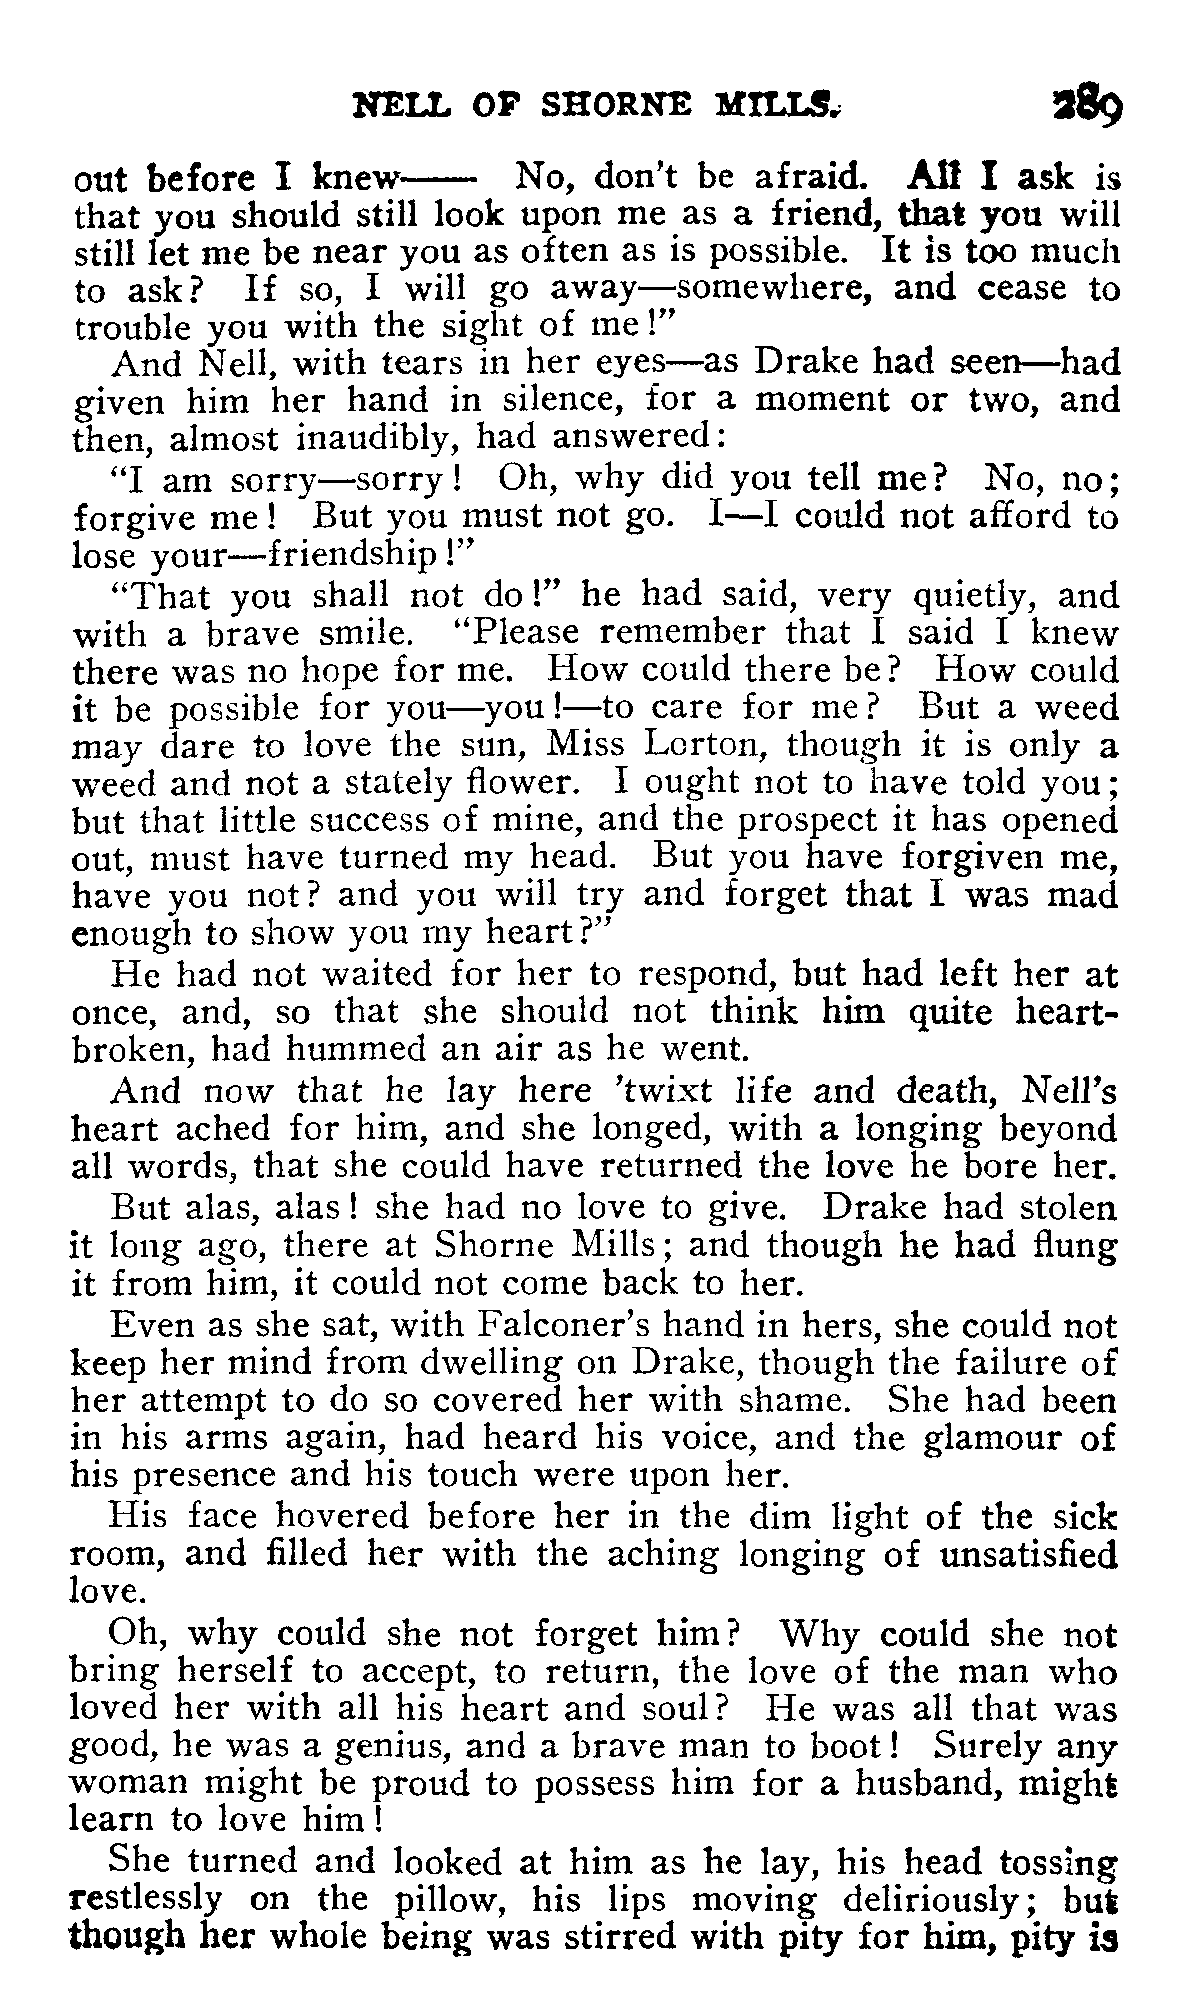 NELL OF SHORNE MILLS. 289
out before I knew—— No, don't be afraid. All I ask is
that you should still look upon me as a friend, that you will
still let me be near you as often as is possible. It is too much
to ask? If so, I will go away—somewhere, and cease to
trouble you with the sight of me!"
And Nell, with tears in her eyes—as Drake had seen—had
given him her hand in silence, for a moment or two, and
then, almost inaudibly, had answered:
"I am sorry—sorry! Oh, why did you tell me? No, no;
forgive me! But you must not go. I—I could not afford to
lose your—friendship!"
"That you shall not do!" he had said, very quietly, and
with a brave smile. "Please remember that I said I knew
there was no hope for me. How could there be? How could
it be possible for you—you!—to care for me? But a weed
may dare to love the sun, Miss Lorton, though it is only a
weed and not a stately flower. I ought not to have told you;
but that little success of mine, and the prospect it has opened
out, must have turned my head. But you have forgiven me,
have you not? and you will try and forget that I was mad
enough to show you my heart?"
He had not waited for her to respond, but had left her at
once, and, so that she should not think him quite heart-
broken, had hummed an air as he went.
And now that he lay here 'twixt life and death, Nell's
heart ached for him, and she longed, with a longing beyond
all words, that she could have returned the love he bore her.
But alas, alas! she had no love to give. Drake had stolen
it long ago, there at Shorne Mills; and though he had flung
it from him, it could not come back to her.
Even as she sat, with Falconer's hand in hers, she could not
keep her mind from dwelling on Drake, though the failure of
her attempt to do so covered her with shame. She had been
in his arms again, had heard his voice, and the glamour of
his presence and his touch were upon her.
His face hovered before her in the dim light of the sick
room, and filled her with the aching longing of unsatisfied
love.
Oh, why could she not forget him? Why could she not
bring herself to accept, to return, the love of the man who
loved her with all his heart and soul? He was all that was
good, he was a genius, and a brave man to boot! Surely any
woman might be proud to possess him for a husband, might
learn to love him!
She turned and looked at him as he lay, his head tossing
restlessly on the pillow, his lips moving deliriously; but
though her whole being was stirred with pity for him, pity is